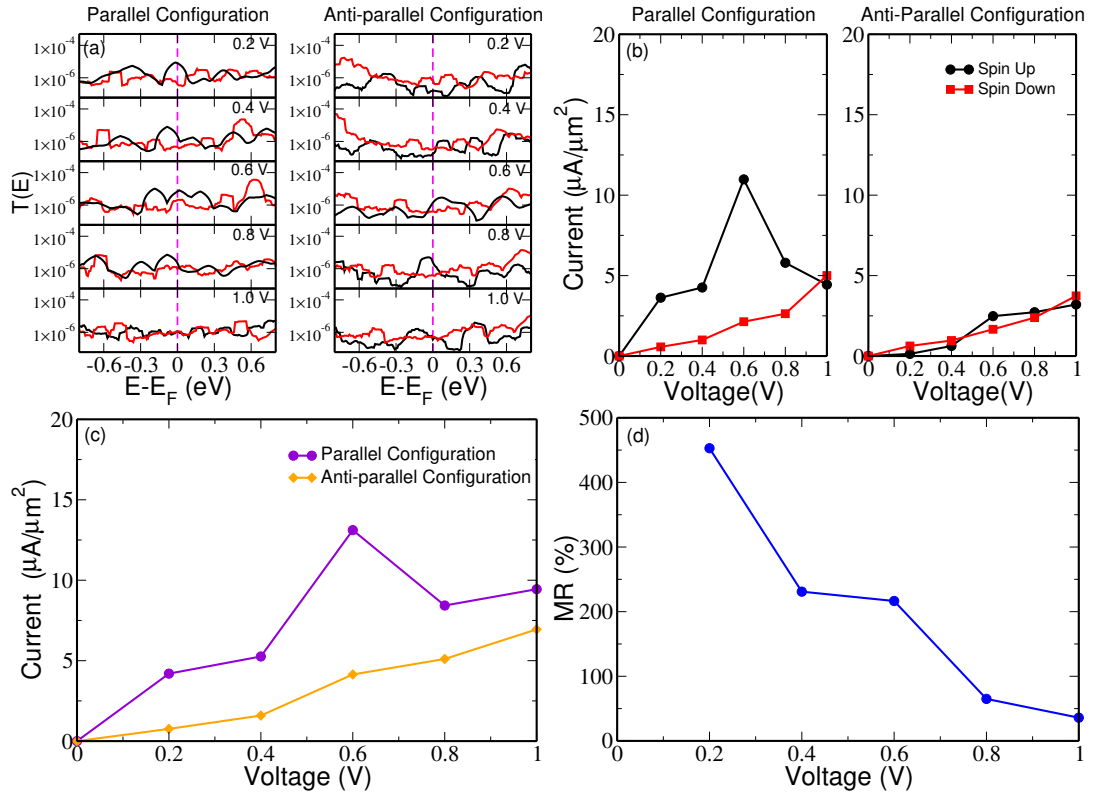 Parallel Configuration
Anti-parallel Configuration
(a)
T(E)
0.2 V
1×10⁻⁴
1×10⁻⁶
0.4 V
1×10⁻⁴
1×10⁻⁶
0.6 V
1×10⁻⁴
1×10⁻⁶
0.8 V
1×10⁻⁴
1×10⁻⁶
1.0 V
1×10⁻⁴
1×10⁻⁶
-0.6 -0.3 0 0.3 0.6
E-E_F (eV)
0.2 V
1×10⁻⁴
1×10⁻⁶
0.4 V
1×10⁻⁴
1×10⁻⁶
0.6 V
1×10⁻⁴
1×10⁻⁶
0.8 V
1×10⁻⁴
1×10⁻⁶
1.0 V
1×10⁻⁴
1×10⁻⁶
-0.6 -0.3 0 0.3 0.6
E-E_F (eV)
Parallel Configuration
Anti-Parallel Configuration
(b)
Current (μA/μm²)
20
15
10
5
0
0 0.2 0.4 0.6 0.8 1
Voltage(V)
Spin Up
Spin Down
20
15
10
5
0
0 0.2 0.4 0.6 0.8 1
Voltage(V)
(c)
Parallel Configuration
Anti-parallel Configuration
Current (μA/μm²)
20
15
10
5
0
0 0.2 0.4 0.6 0.8 1
Voltage (V)
(d)
MR (%)
500
450
400
350
300
250
200
150
100
50
0
0 0.2 0.4 0.6 0.8 1
Voltage (V)